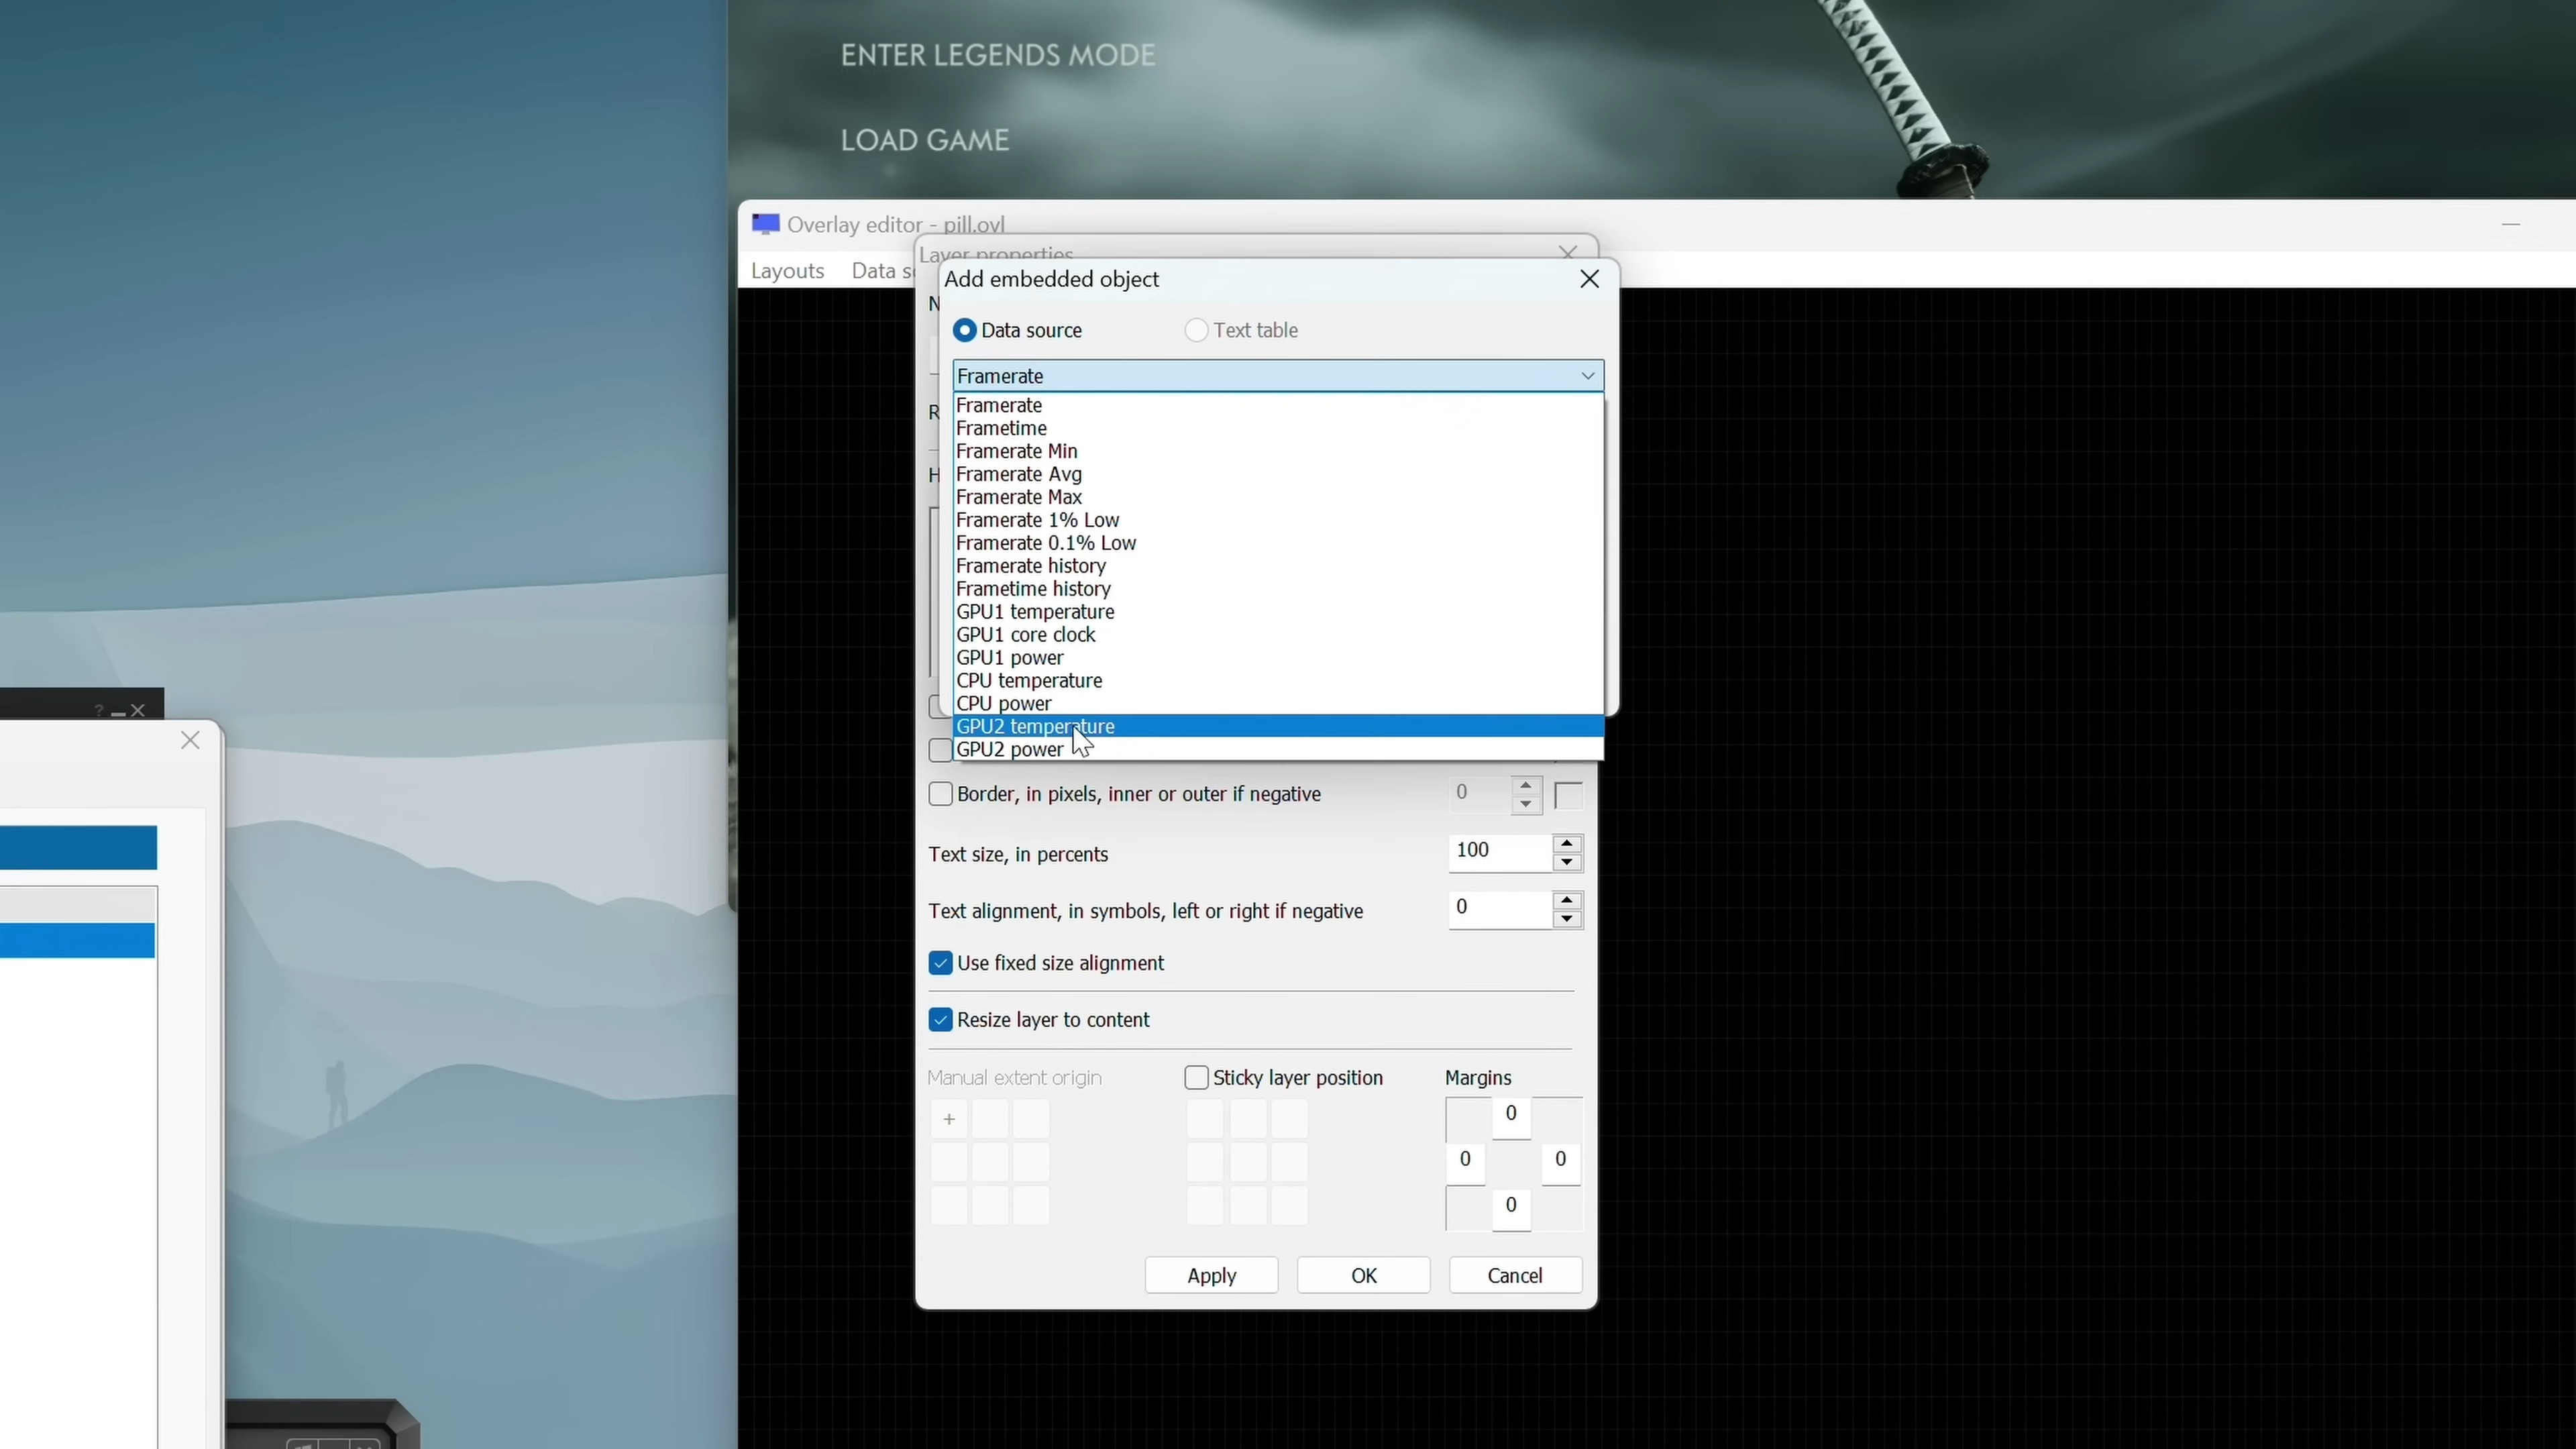 ENTER LEGENDS MODE
LOAD GAME
Overlay editor - pill.ovl
Layouts Data
Layer properties
Add embedded object
N
Data source Text table
Framerate
R
Framerate
Frametime
Framerate Min
Framerate Avg
H
Framerate Max
Framerate 1% Low
Framerate 0.1% Low
Framerate history
Frametime history
GPU1 temperature
GPU1 core clock
GPU1 power
CPU temperature
CPU power
GPU2 temperature
GPU2 power
?
Border, in pixels, inner or outer if negative 0
Text size, in percents 100
Text alignment, in symbols, left or right if negative 0
Use fixed size alignment
Resize layer to content
Manual extent origin Sticky layer position Margins
+
0
0 0
0
Apply OK Cancel